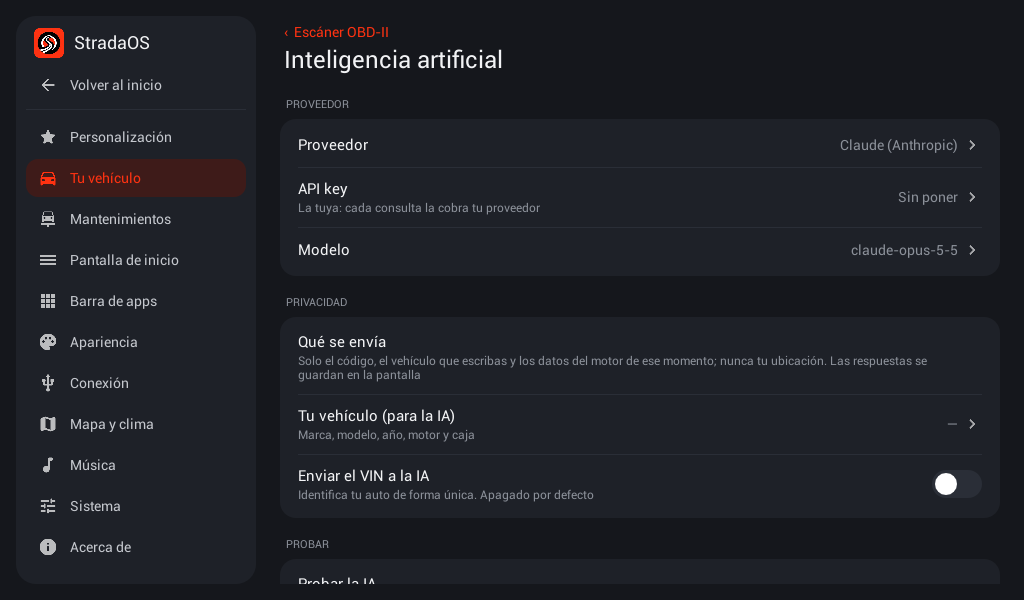 StradaOS
Volver al inicio
Personalización
Tu vehículo
Mantenimientos
Pantalla de inicio
Barra de apps
Apariencia
Conexión
Mapa y clima
Música
Sistema
Acerca de
‹ Escáner OBD-II
Inteligencia artificial
PROVEEDOR
Proveedor
Claude (Anthropic)
API key
La tuya: cada consulta la cobra tu proveedor
Sin poner
Modelo
claude-opus-5-5
PRIVACIDAD
Qué se envía
Solo el código, el vehículo que escribas y los datos del motor de ese momento; nunca tu ubicación. Las respuestas se
guardan en la pantalla
Tu vehículo (para la IA)
Marca, modelo, año, motor y caja
—
Enviar el VIN a la IA
Identifica tu auto de forma única. Apagado por defecto
PROBAR
Probar la IA